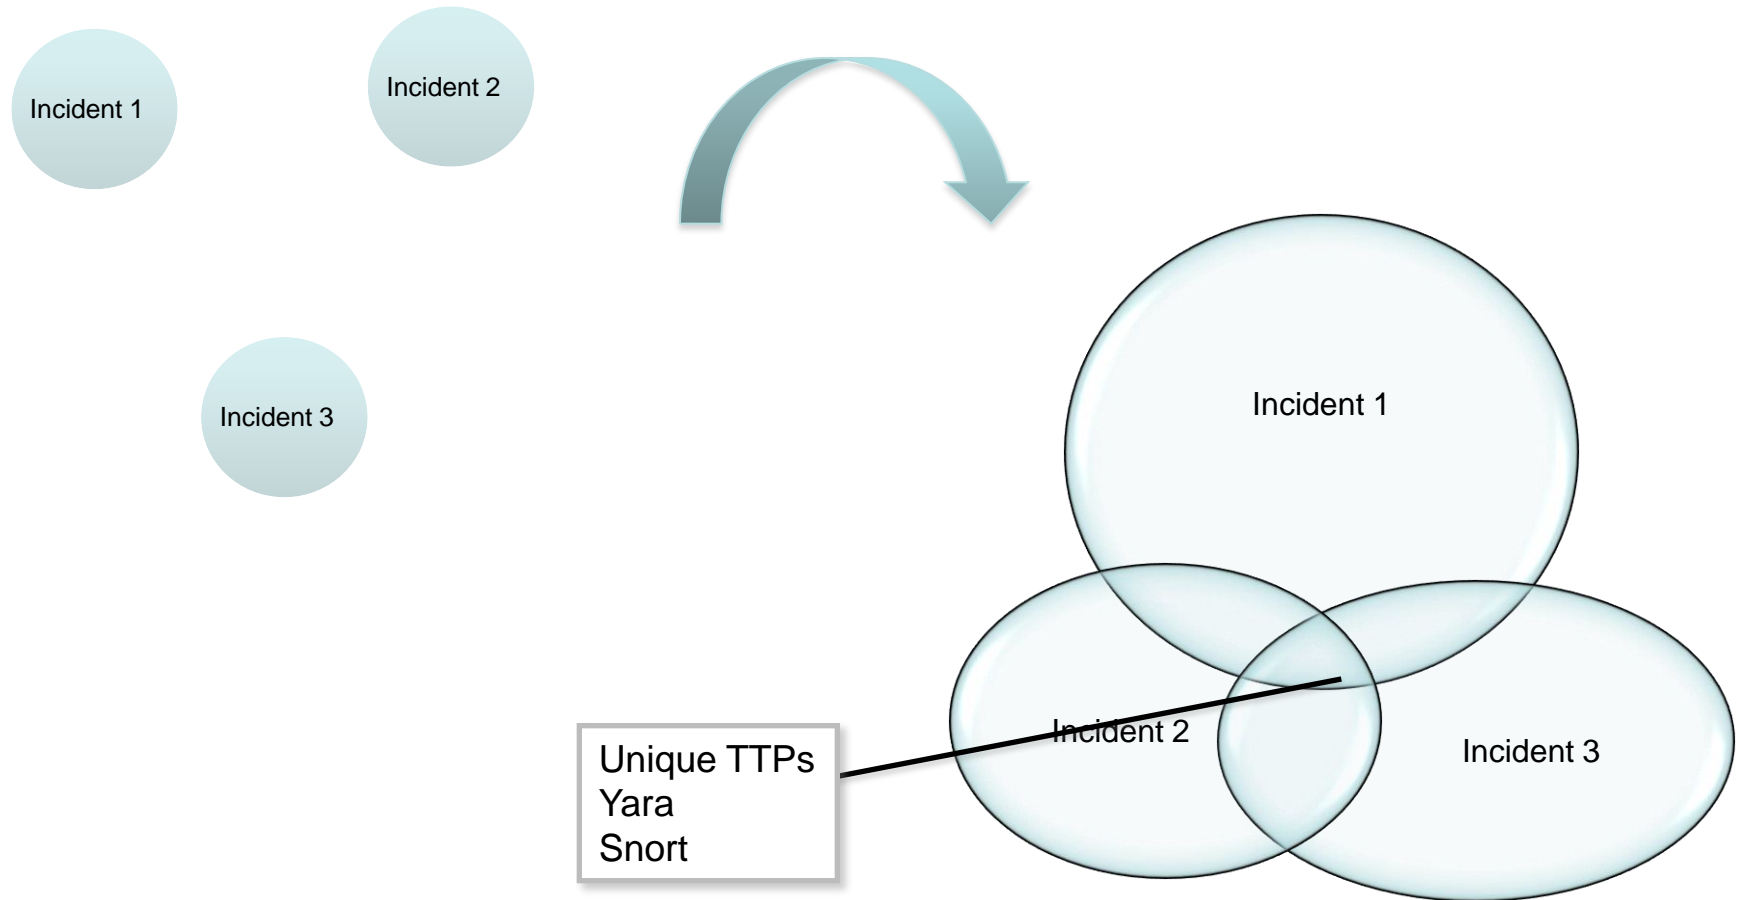 Incident 1
Incident 2
Incident 3
Incident 1
Incident 2
Incident 3
Unique TTPs
Yara
Snort